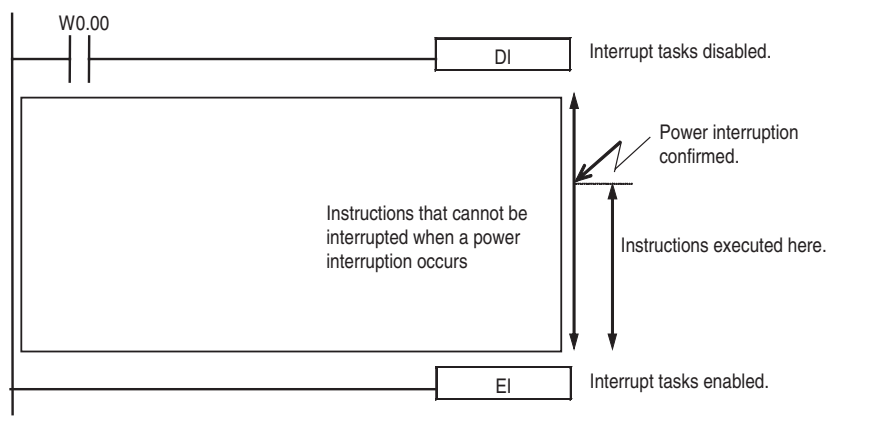 W0.00
DI
Interrupt tasks disabled.
Power interruption
confirmed.
Instructions that cannot be
interrupted when a power
interruption occurs
Instructions executed here.
EI
Interrupt tasks enabled.